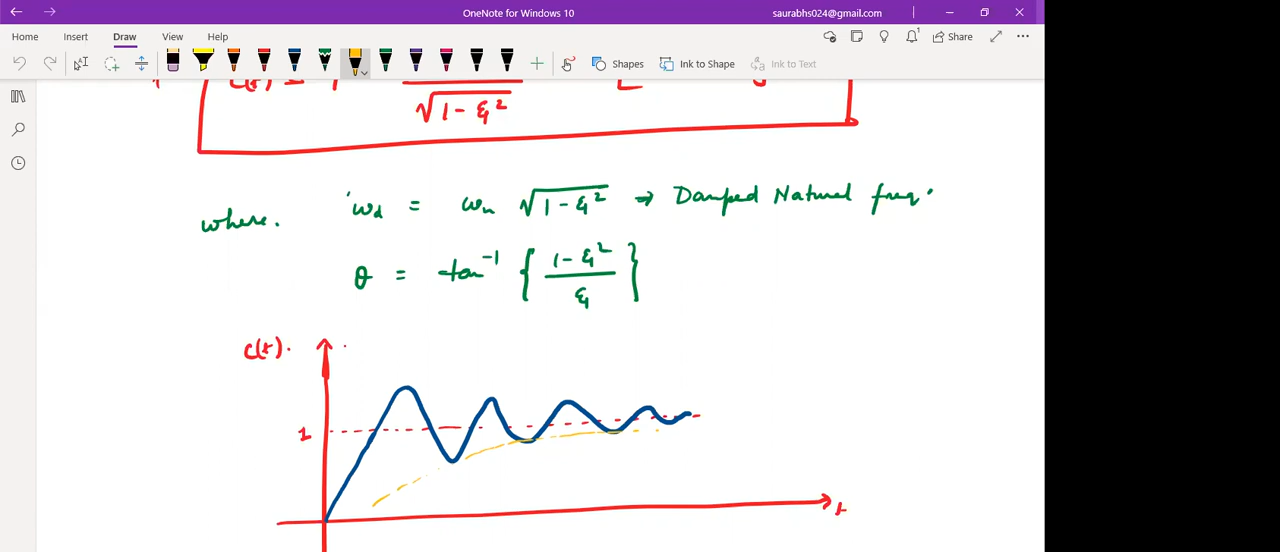 OneNote for Windows 10
saurabhs024@gmail.com
Home Insert Draw View Help
Share
Shapes Ink to Shape Ink to Text
c(t) = 1
√1 - ξ²
where. ωd = ωn √1 - ξ² → Damped Natural freq.
θ = tan⁻¹ { 1 - ξ² / ξ }
c(t).
1
t